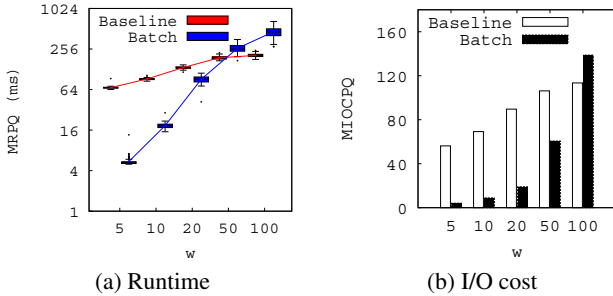 1024
256
64
16
4
1
MRPQ (ms)
Baseline
Batch
5 10 20 50 100
w
(a) Runtime
160
120
80
40
0
MIOCPQ
Baseline
Batch
5 10 20 50 100
w
(b) I/O cost